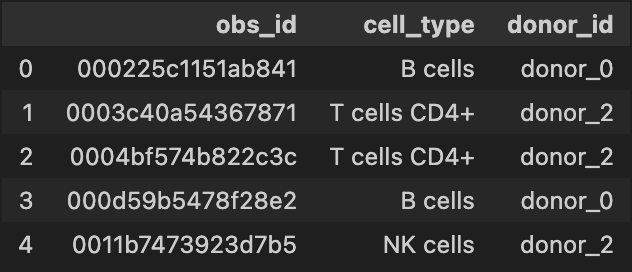 obs_id cell_type donor_id
0 000225c1151ab841 B cells donor_0
1 0003c40a54367871 T cells CD4+ donor_2
2 0004bf574b822c3c T cells CD4+ donor_2
3 000d59b5478f28e2 B cells donor_0
4 0011b7473923d7b5 NK cells donor_2